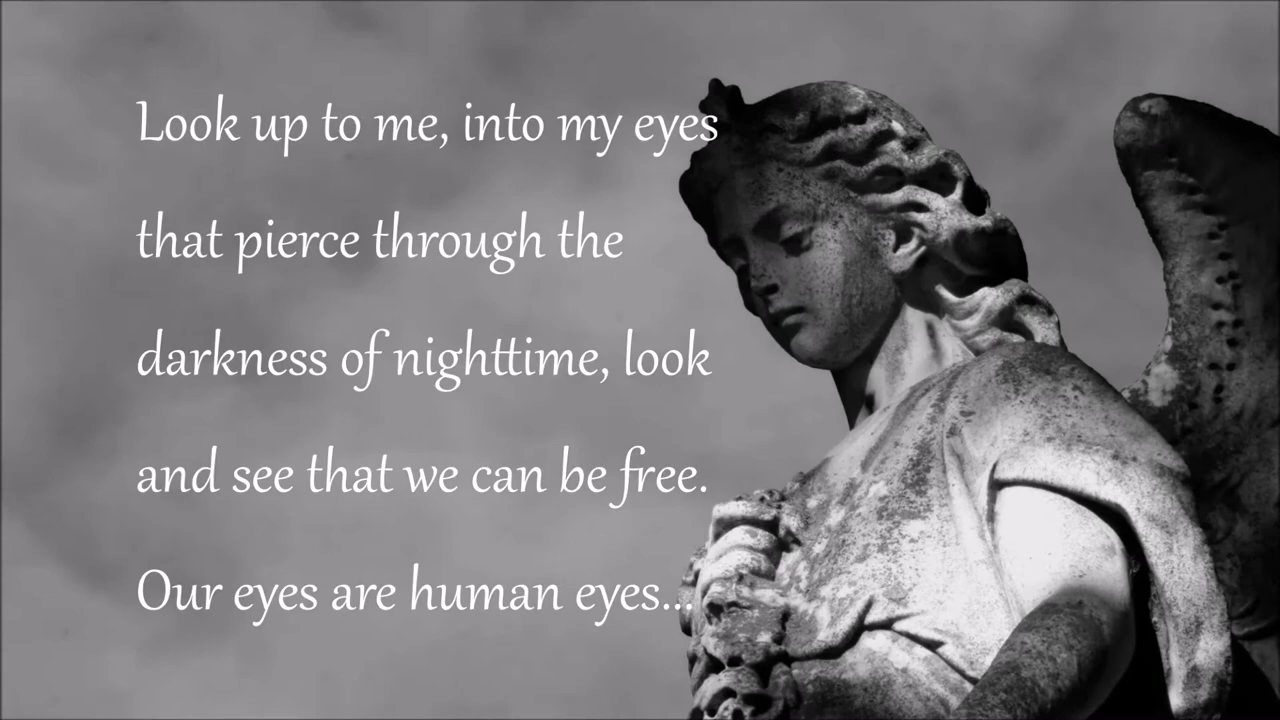 Look up to me, into my eyes
that pierce through the
darkness of nighttime, look
and see that we can be free.
Our eyes are human eyes...